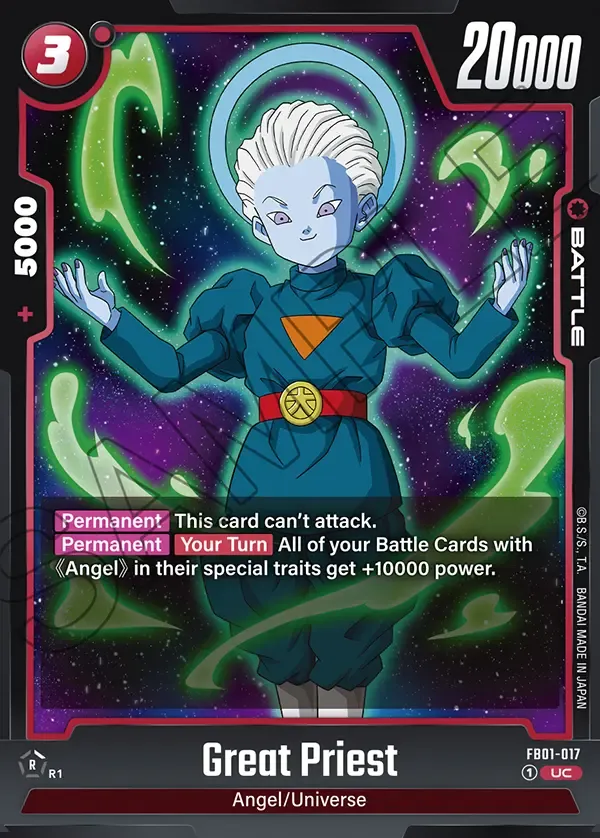 3
20000
+ 5000
BATTLE
SAMPLE
Permanent This card can't attack.
Permanent Your Turn All of your Battle Cards with
《Angel》 in their special traits get +10000 power.
©B.S./S., T.A. BANDAI MADE IN JAPAN
大
R
R1
Great Priest
FB01-017
1 UC
Angel/Universe